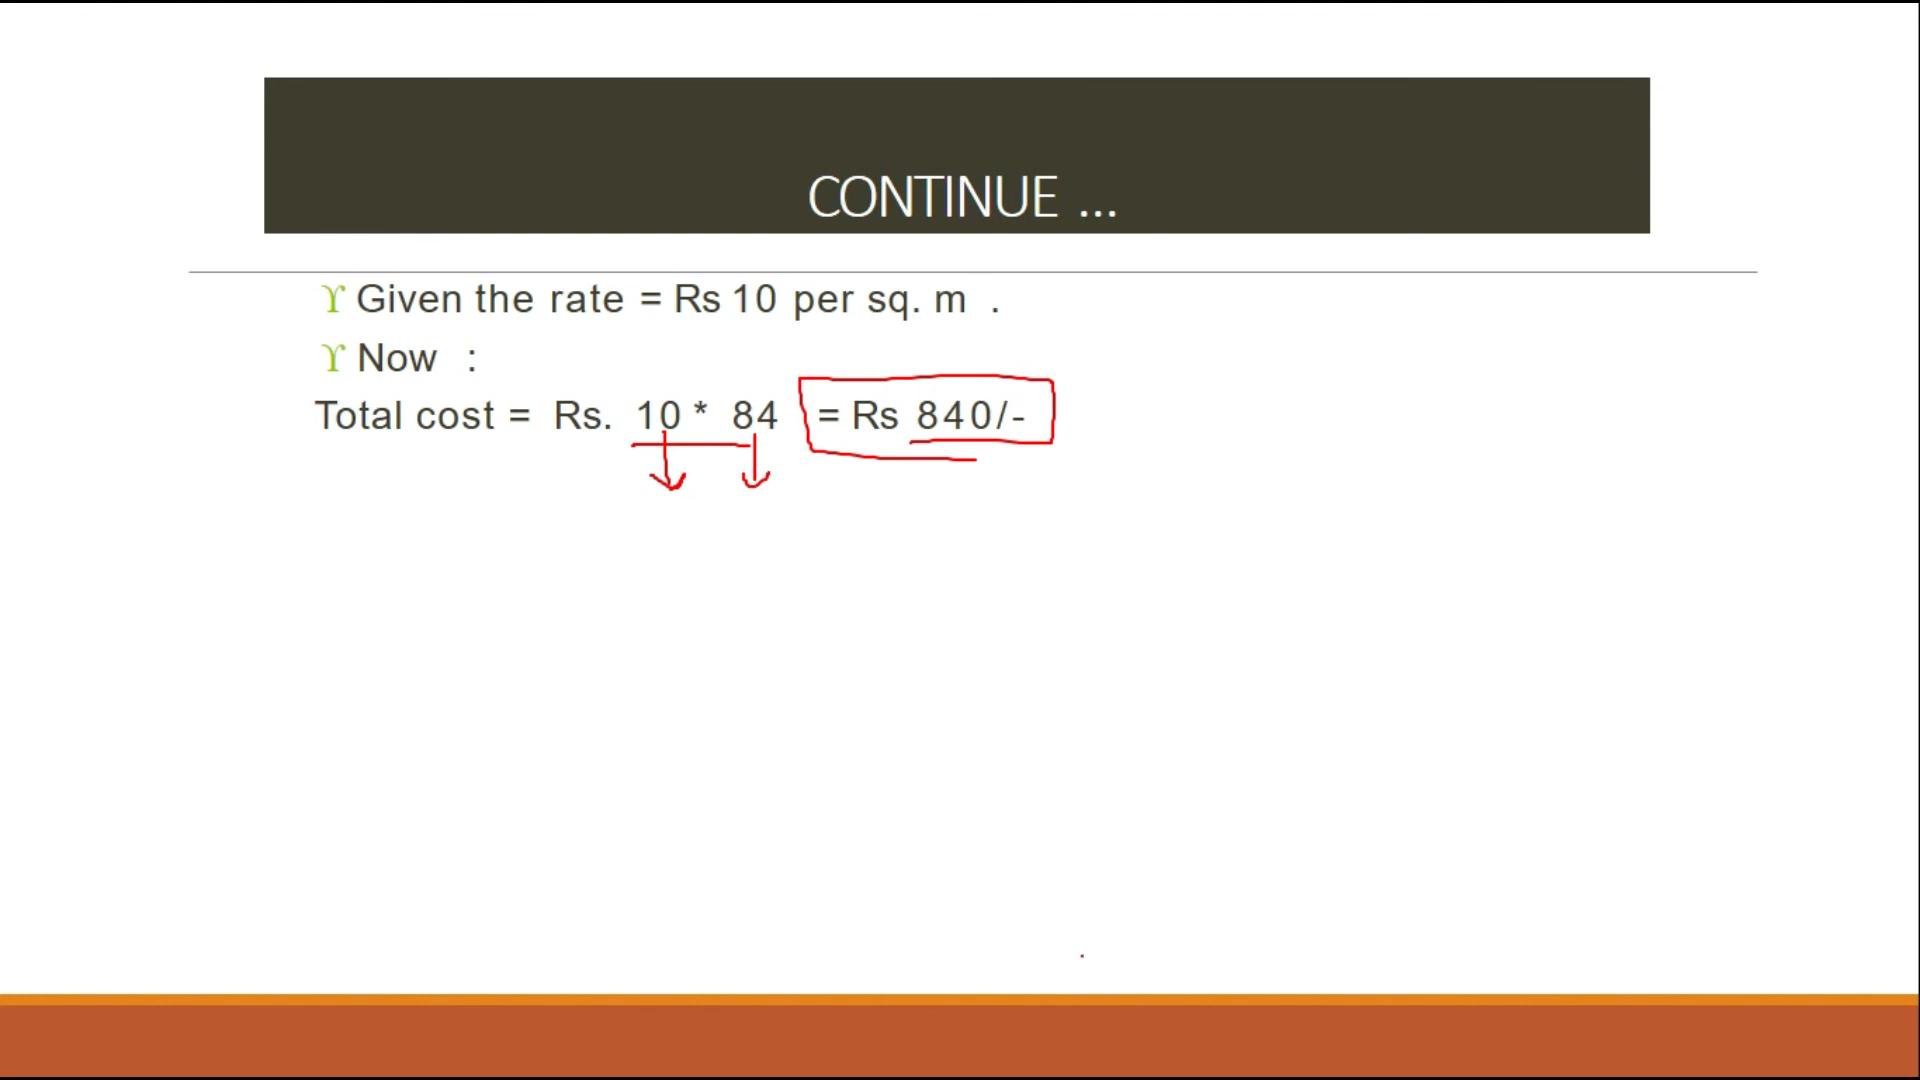 CONTINUE ...
Given the rate = Rs 10 per sq. m .
Now :
Total cost = Rs. 10 * 84 = Rs 840/-